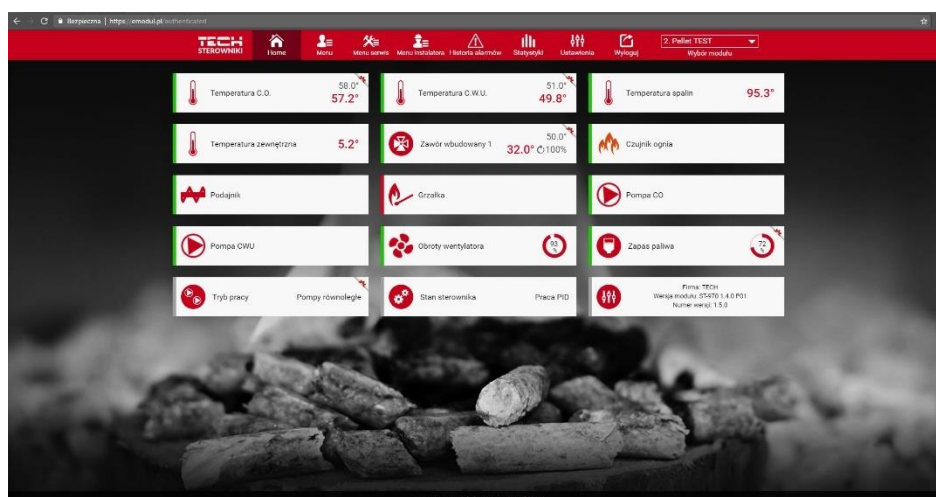 Bezpieczna | https://emodul.pl/authenticated
TECH
STEROWNIKI
Home
Menu
Menu serwis
Menu instalatora
Historia alarmów
Statystyki
Ustawienia
Wyloguj
2. Pellet TEST
Wybór modułu
Temperatura C.O.
58.0°
57.2°
Temperatura C.W.U.
51.0°
49.8°
Temperatura spalin
95.3°
Temperatura zewnętrzna
5.2°
Zawór wbudowany 1
50.0°
32.0° 100%
Czujnik ognia
Podajnik
Grzałka
Pompa CO
Pompa CWU
Obroty wentylatora
93
%
Zapas paliwa
72
%
Tryb pracy
Pompy równoległe
Stan sterownika
Praca PID
Firma: TECH
Wersja modułu: ST-970 1.4.0 P01
Numer wersji: 1.5.0